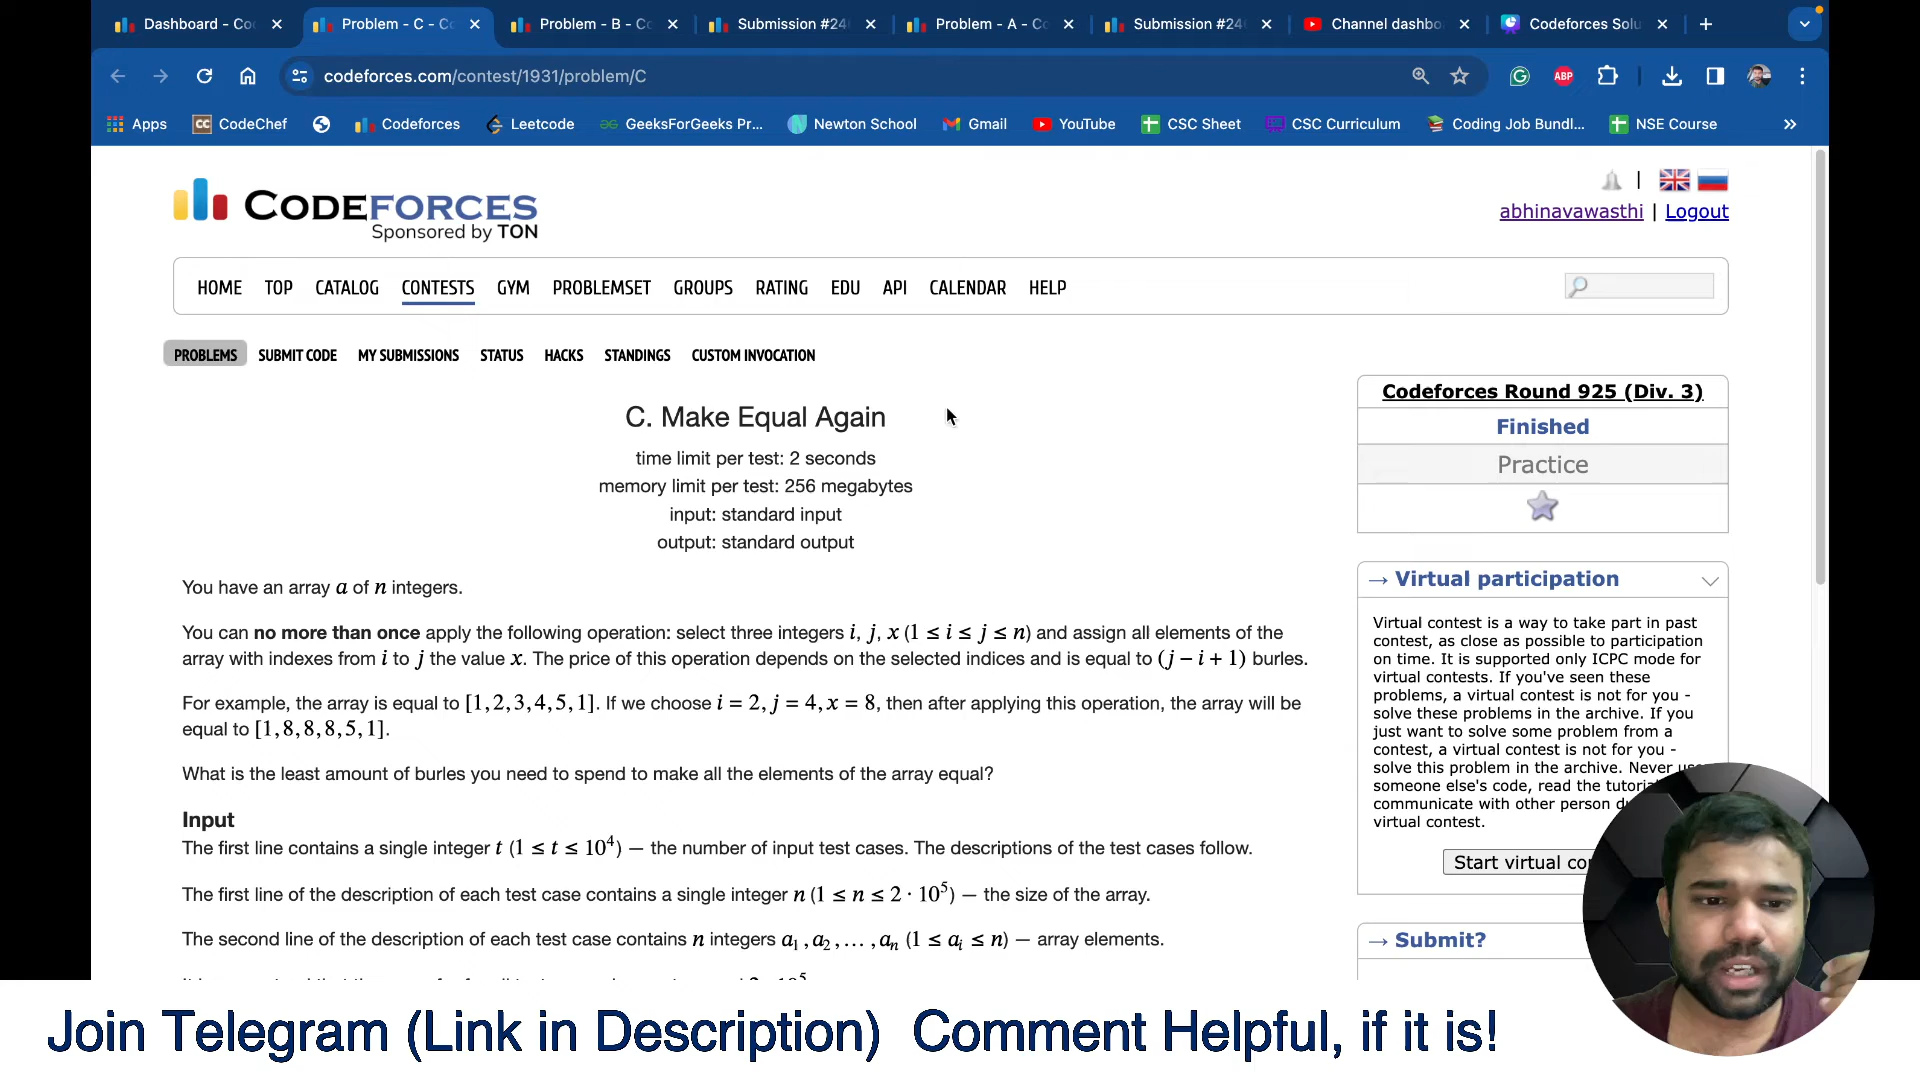 Dashboard - Co
Problem - C - Co
Problem - B - Co
Submission #24
Problem - A - Co
Submission #24
Channel dashbo
Codeforces Solu
codeforces.com/contest/1931/problem/C
ABP
Apps
CC CodeChef
Codeforces
Leetcode
GeeksForGeeks Pr...
Newton School
Gmail
YouTube
CSC Sheet
CSC Curriculum
Coding Job Bundl...
NSE Course
»
CODEFORCES
Sponsored by TON
|
abhinavawasthi | Logout
HOME TOP CATALOG CONTESTS GYM PROBLEMSET GROUPS RATING EDU API CALENDAR HELP
PROBLEMS SUBMIT CODE MY SUBMISSIONS STATUS HACKS STANDINGS CUSTOM INVOCATION
C. Make Equal Again
time limit per test: 2 seconds
memory limit per test: 256 megabytes
input: standard input
output: standard output
You have an array a of n integers.
You can no more than once apply the following operation: select three integers i, j, x (1 ≤ i ≤ j ≤ n) and assign all elements of the
array with indexes from i to j the value x. The price of this operation depends on the selected indices and is equal to (j − i + 1) burles.
For example, the array is equal to [1, 2, 3, 4, 5, 1]. If we choose i = 2, j = 4, x = 8, then after applying this operation, the array will be
equal to [1, 8, 8, 8, 5, 1].
What is the least amount of burles you need to spend to make all the elements of the array equal?
Input
The first line contains a single integer t (1 ≤ t ≤ 10⁴) — the number of input test cases. The descriptions of the test cases follow.
The first line of the description of each test case contains a single integer n (1 ≤ n ≤ 2 · 10⁵) — the size of the array.
The second line of the description of each test case contains n integers a₁, a₂, … , aₙ (1 ≤ aᵢ ≤ n) — array elements.
Codeforces Round 925 (Div. 3)
Finished
Practice
→ Virtual participation
Virtual contest is a way to take part in past
contest, as close as possible to participation
on time. It is supported only ICPC mode for
virtual contests. If you've seen these
problems, a virtual contest is not for you -
solve these problems in the archive. If you
just want to solve some problem from a
contest, a virtual contest is not for you -
solve this problem in the archive. Never us
someone else's code, read the tutori
communicate with other person d
virtual contest.
Start virtual co
→ Submit?
Join Telegram (Link in Description) Comment Helpful, if it is!